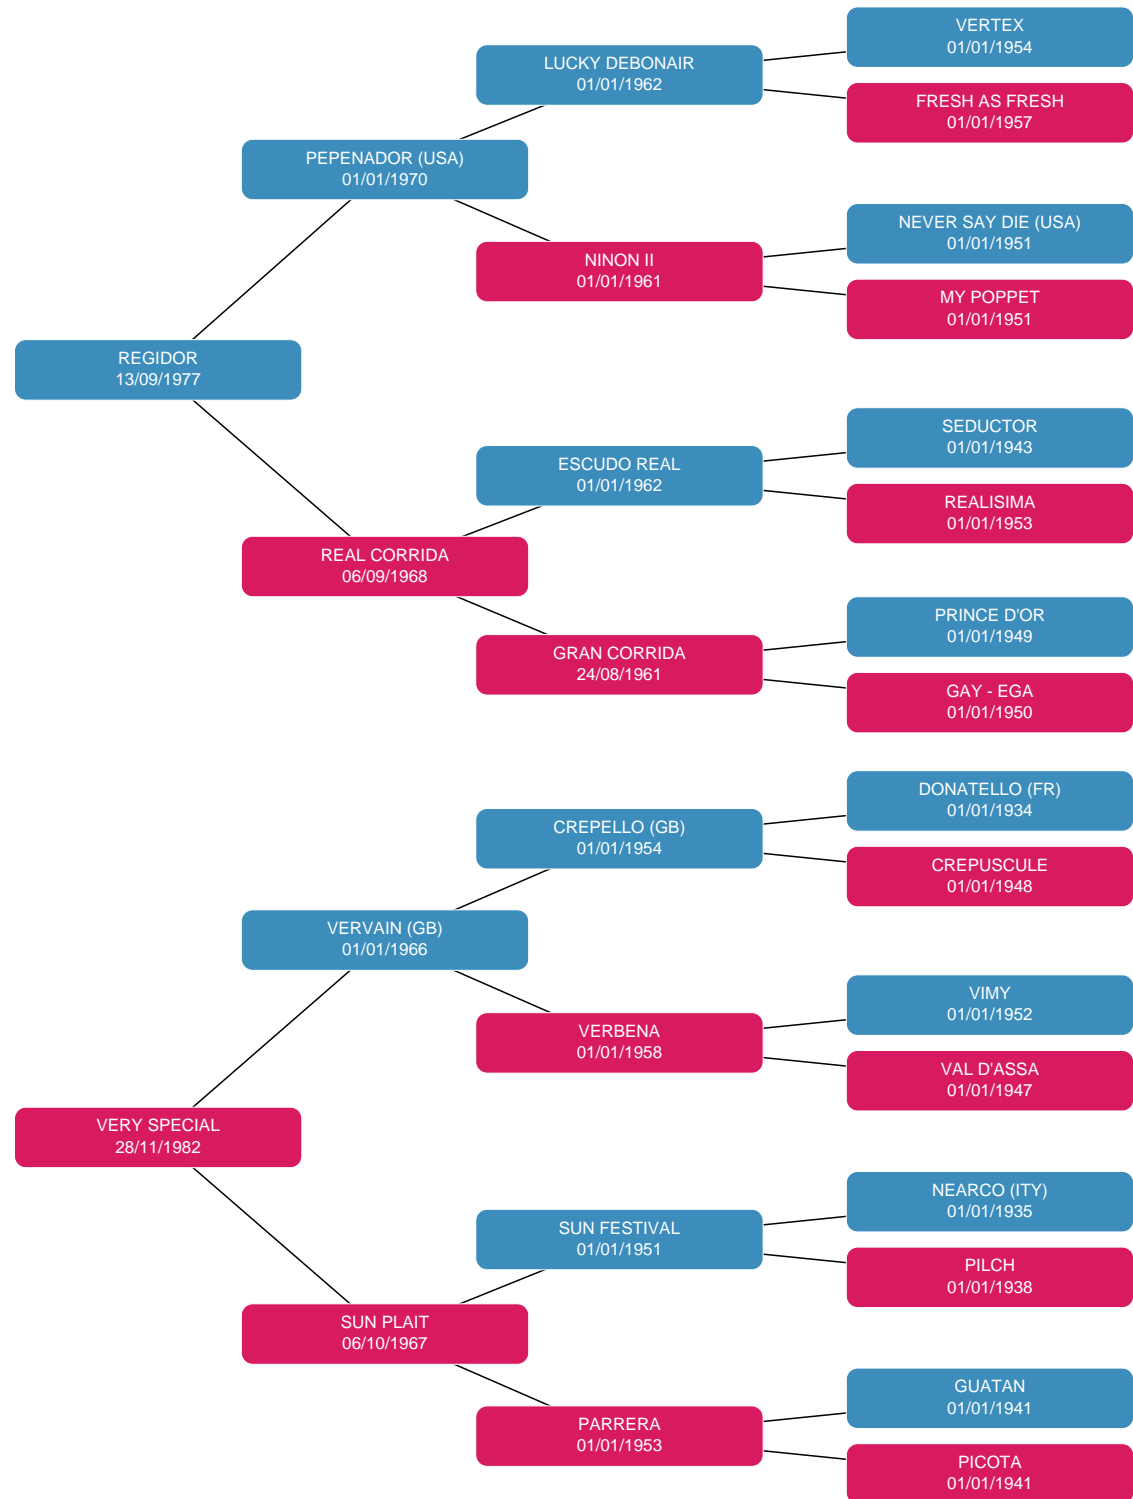 VERTEX
01/01/1954
LUCKY DEBONAIR
01/01/1962
FRESH AS FRESH
01/01/1957
PEPENADOR (USA)
01/01/1970
NEVER SAY DIE (USA)
01/01/1951
NINON II
01/01/1961
MY POPPET
01/01/1951
REGIDOR
13/09/1977
SEDUCTOR
01/01/1943
ESCUDO REAL
01/01/1962
REALISIMA
01/01/1953
REAL CORRIDA
06/09/1968
PRINCE D'OR
01/01/1949
GRAN CORRIDA
24/08/1961
GAY - EGA
01/01/1950
DONATELLO (FR)
01/01/1934
CREPELLO (GB)
01/01/1954
CREPUSCULE
01/01/1948
VERVAIN (GB)
01/01/1966
VIMY
01/01/1952
VERBENA
01/01/1958
VAL D'ASSA
01/01/1947
VERY SPECIAL
28/11/1982
NEARCO (ITY)
01/01/1935
SUN FESTIVAL
01/01/1951
PILCH
01/01/1938
SUN PLAIT
06/10/1967
GUATAN
01/01/1941
PARRERA
01/01/1953
PICOTA
01/01/1941